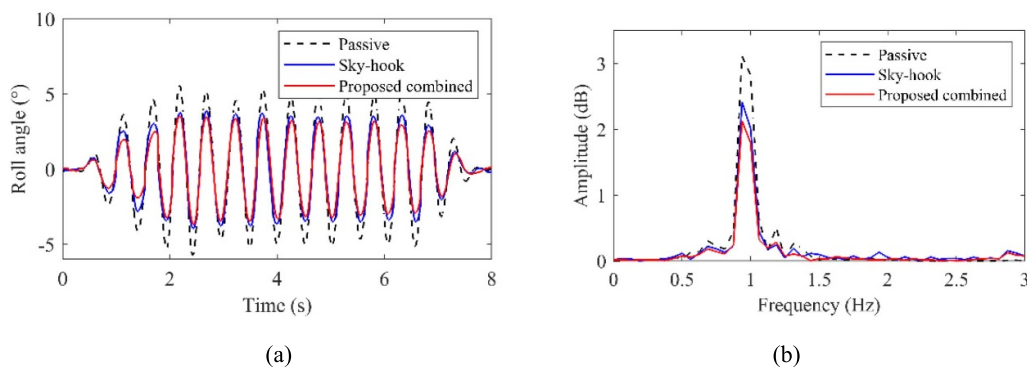 10
5
0
-5
Roll angle (°)
Passive
Sky-hook
Proposed combined
0
2
4
6
8
Time (s)
(a)
3
2
1
0
Amplitude (dB)
Passive
Sky-hook
Proposed combined
0
0.5
1
1.5
2
2.5
3
Frequency (Hz)
(b)